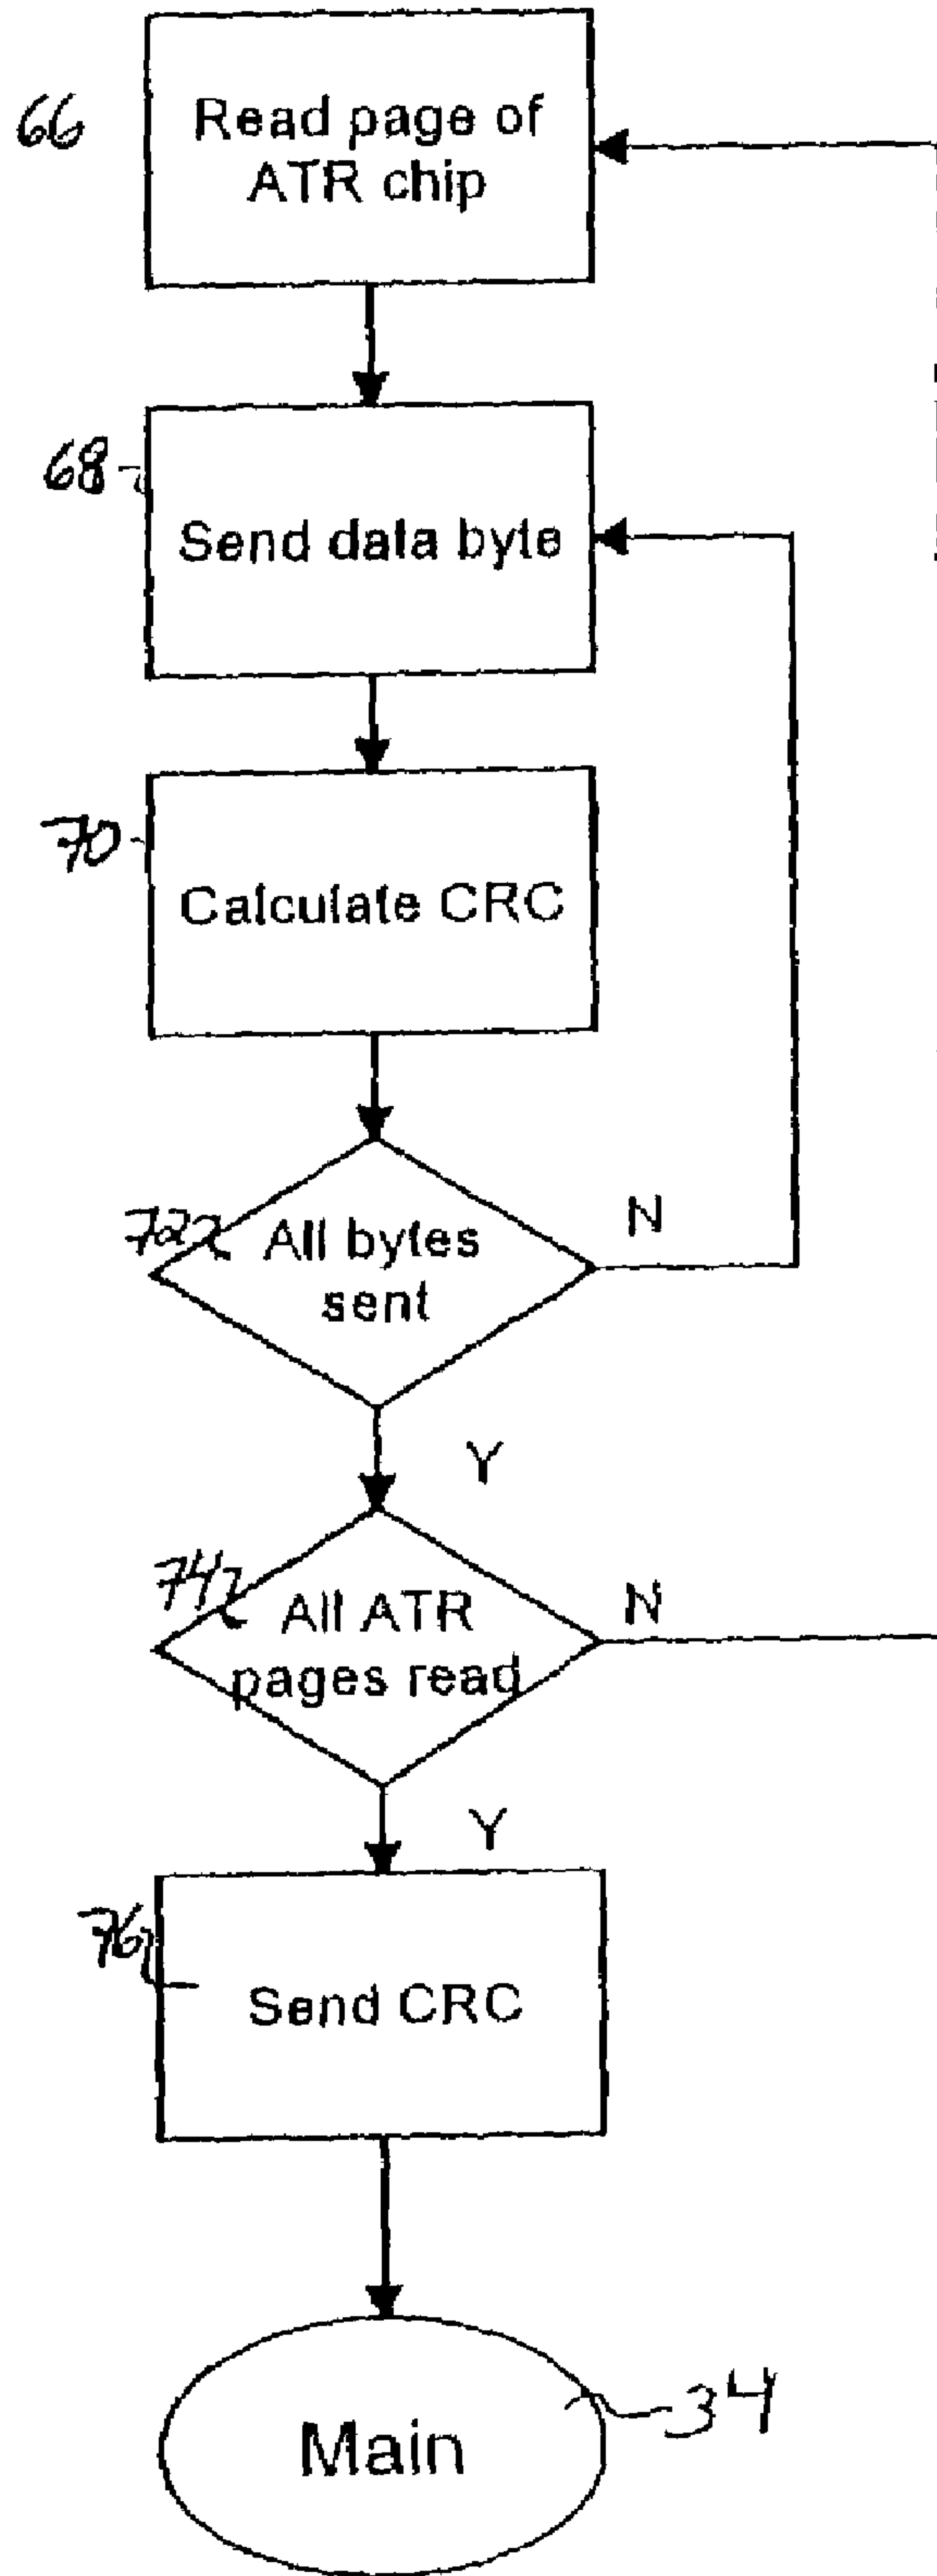 66
Read page of
ATR chip
68
Send data byte
70
Calculate CRC
72
All bytes
sent
N
Y
74
All ATR
pages read
N
Y
76
Send CRC
Main
34